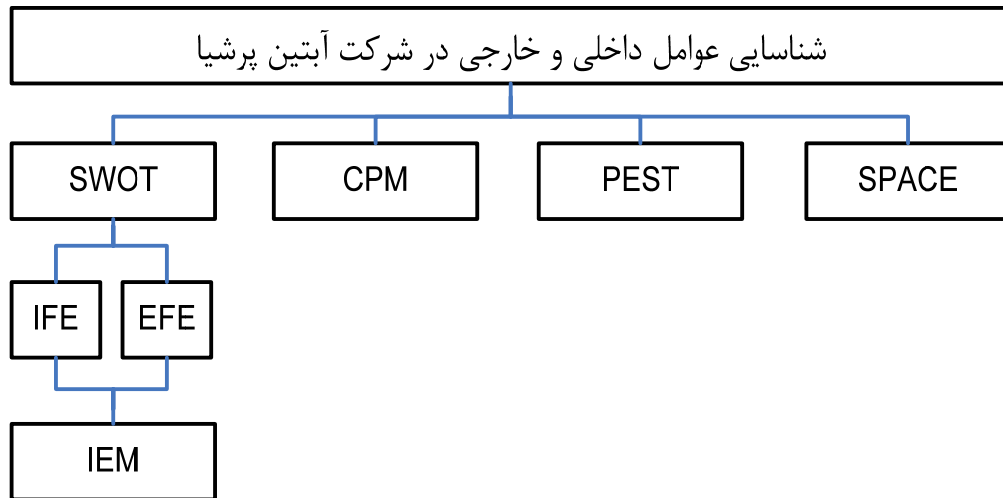 شناسایی عوامل داخلی و خارجی در شرکت آبتین پرشیا
SWOT
CPM
PEST
SPACE
IFE
EFE
IEM